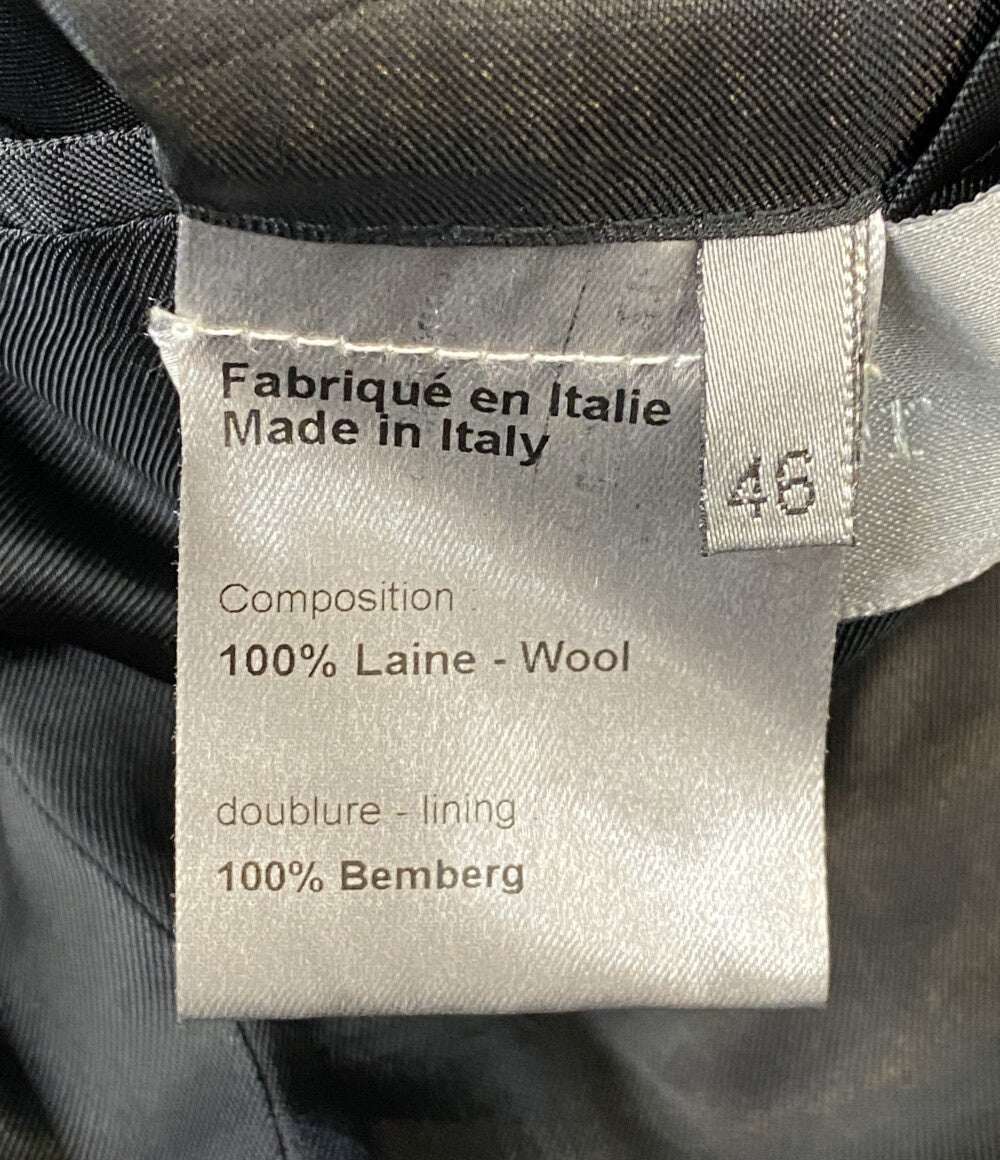 Fabriqué en Italie
Made in Italy
46
Composition :
100% Laine - Wool
doublure - lining :
100% Bemberg